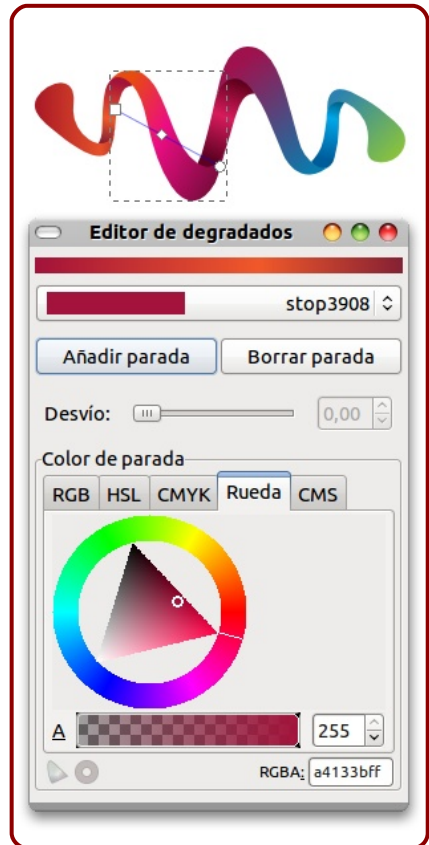 Editor de degradados
stop3908
Añadir parada Borrar parada
Desvío: 0,00
Color de parada
RGB HSL CMYK Rueda CMS
A 255
RGBA: a4133bff